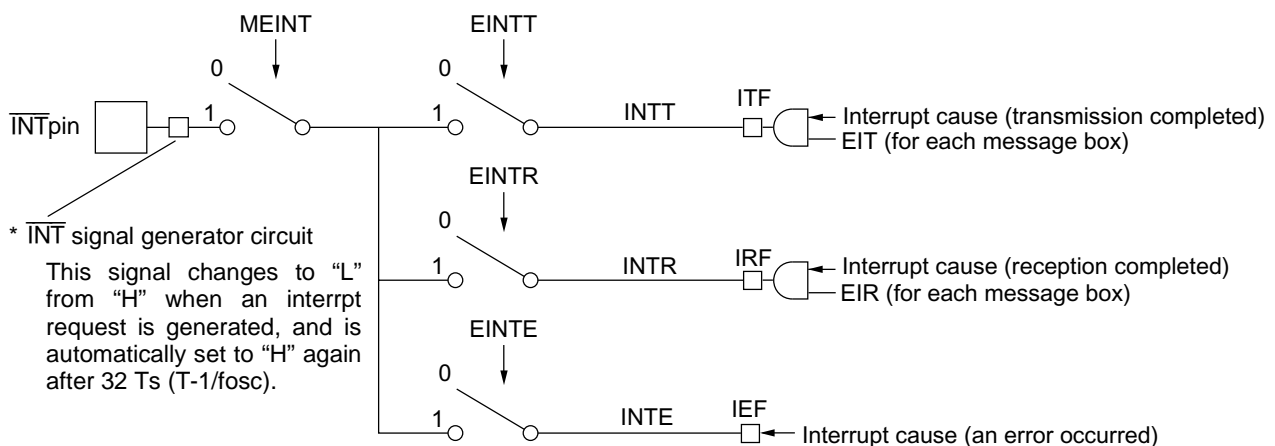 MEINT
EINTT
0
0
1
1
INTT
ITF
INTpin
Interrupt cause (transmission completed)
EIT (for each message box)
EINTR
0
1
INTR
IRF
Interrupt cause (reception completed)
EIR (for each message box)
* INT signal generator circuit
This signal changes to “L”
from “H” when an interrpt
request is generated, and is
automatically set to “H” again
after 32 Ts (T-1/fosc).
EINTE
0
1
INTE
IEF
Interrupt cause (an error occurred)